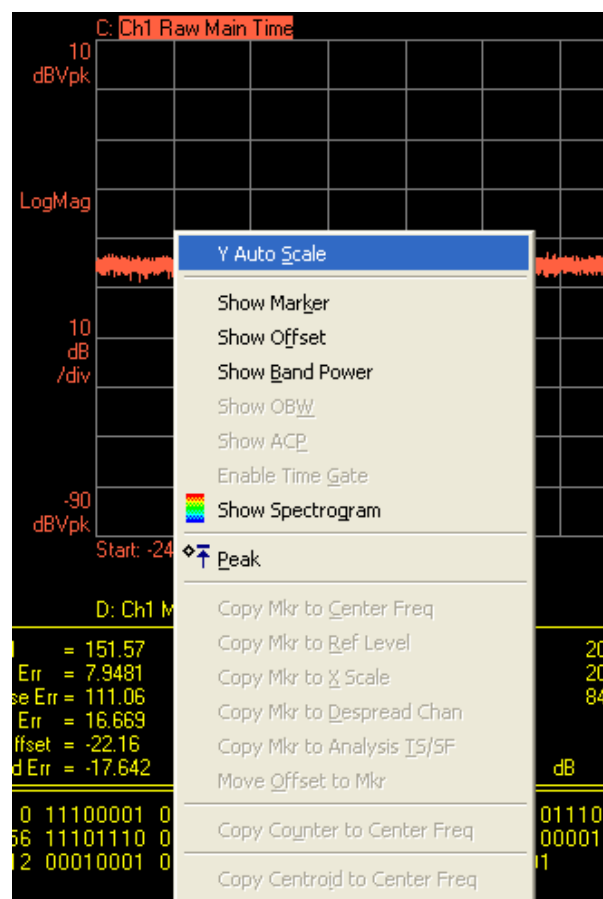 C: Ch1 Raw Main Time
10
dBVpk
LogMag
10
dB
/div
-90
dBVpk
Start: -24
Y Auto Scale
Show Marker
Show Offset
Show Band Power
Show OBW
Show ACP
Enable Time Gate
Show Spectrogram
Peak
Copy Mkr to Center Freq
Copy Mkr to Ref Level
Copy Mkr to X Scale
Copy Mkr to Despread Chan
Copy Mkr to Analysis TS/SF
Move Offset to Mkr
Copy Counter to Center Freq
Copy Centroid to Center Freq
D: Ch1 M
= 151.57 20
Err = 7.9481 20
se Err = 111.06 84
Err = 16.669
ffset = -22.16
d Err = -17.642 dB
0 11100001 0 01110
56 11101110 0 00001
12 00010001 0 01